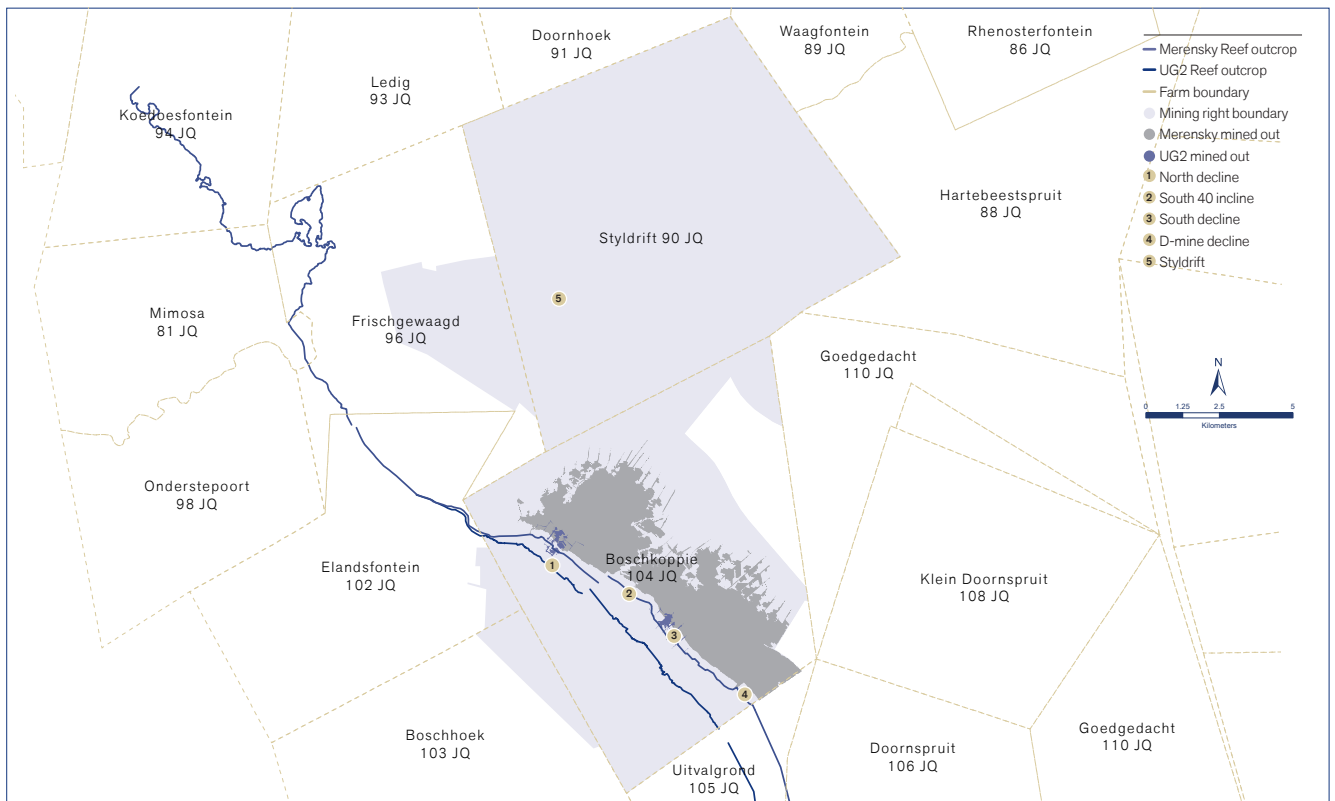 Doornhoek
91 JQ
Waagfontein
89 JQ
Rhenosterfontein
86 JQ
Ledig
93 JQ
Koedoesfontein
94 JQ
Merensky Reef outcrop
UG2 Reef outcrop
Farm boundary
Mining right boundary
Merensky mined out
UG2 mined out
1 North decline
2 South 40 incline
3 South decline
4 D-mine decline
5 Styldrift
Hartebeestspruit
88 JQ
Styldrift 90 JQ
5
Mimosa
81 JQ
Frischgewaagd
96 JQ
Goedgedacht
110 JQ
N
0 1.25 2.5 5
Kilometers
Onderstepoort
98 JQ
Elandsfontein
102 JQ
Boschkoppie
104 JQ
1
2
3
4
Klein Doornspruit
108 JQ
Boschhoek
103 JQ
Uitvalgrond
105 JQ
Doornspruit
106 JQ
Goedgedacht
110 JQ